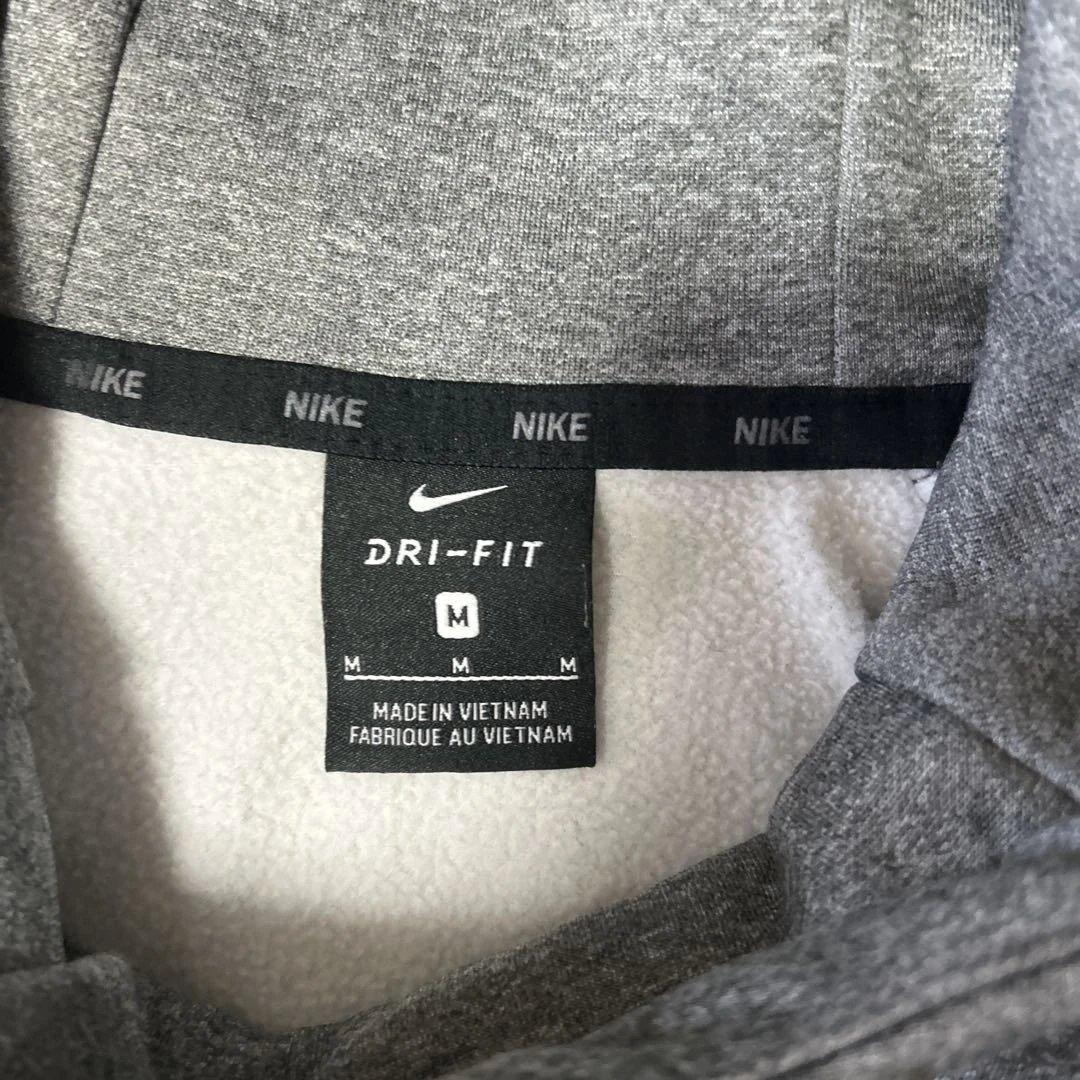 NIKE NIKE NIKE NIKE
DRI-FIT
M
M M M
MADE IN VIETNAM
FABRIQUE AU VIETNAM